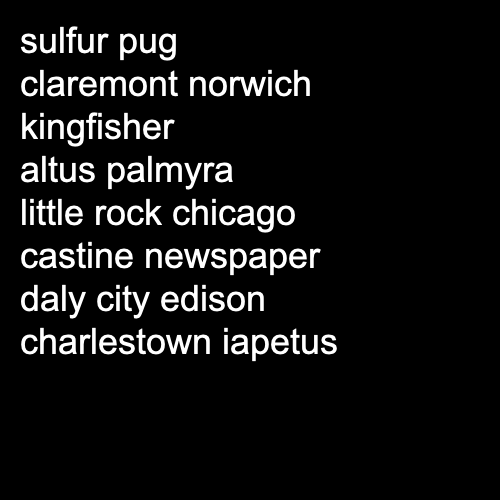 sulfur pug
claremont norwich
kingfisher
altus palmyra
little rock chicago
castine newspaper
daly city edison
charlestown iapetus